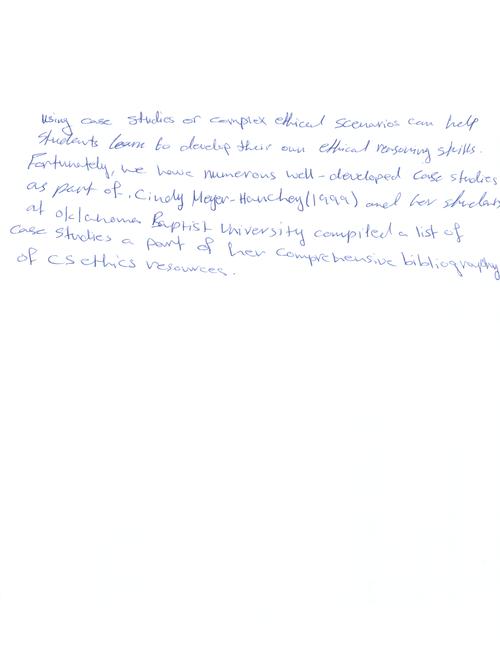 using case studies or complex ethical scenarios can help
students learn to develop their own ethical reasoning skills.
Fortunately, we have numerous well-developed case studies
as part of. Cindy Meyer-Hanchey (1999) and her students
at oklahoma Baptist University compiled a list of
case studies a part of her comprehensive bibliography
of CS ethics resources.